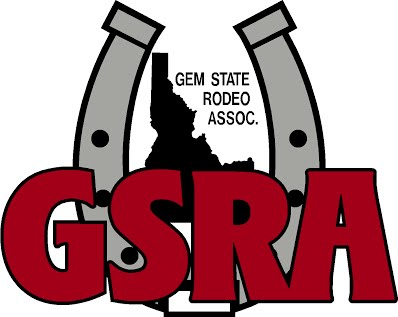 GEM STATE
RODEO
ASSOC.
GSRA